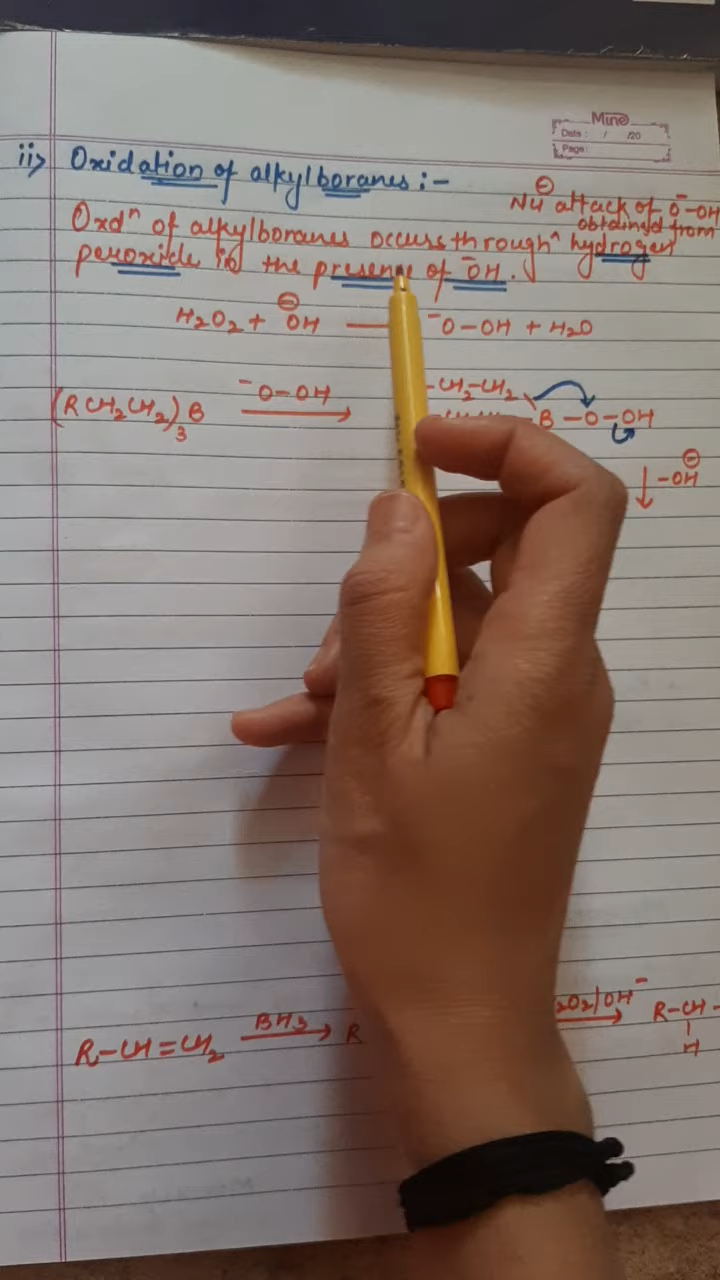 Mine
Date: / /20
Page:
ii> Oxidation of alkylboranes :-
Nu⊖ attack of ⁻O-OH
obtained from
Oxdⁿ of alkylboranes occurs through ^ hydrogen
peroxide in the presence of ⁻OH.
H₂O₂ + ⊖OH — ⁻O-OH + H₂O
(RCH₂CH₂)₃B ⁻O-OH → -CH₂-CH₂
B-O-OH
↓ -OH⊖
R-CH=CH₂ BH₃ → R ₂O₂/OH⁻ → R-CH-
H